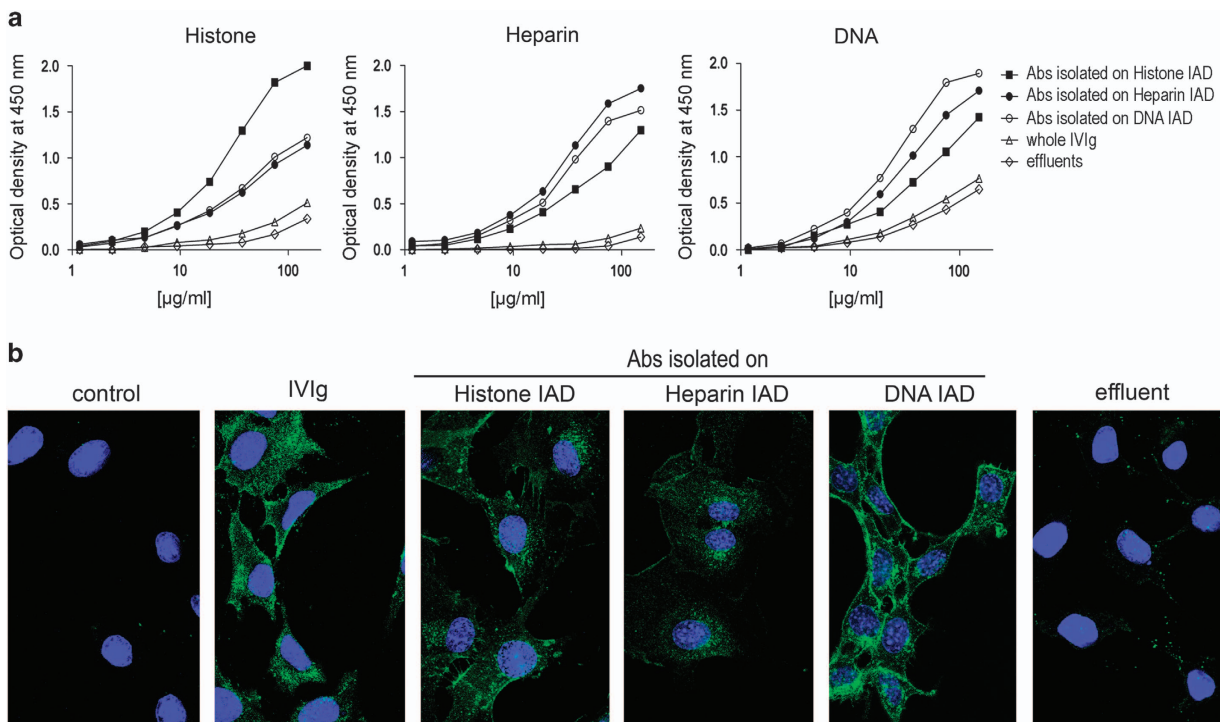 a
Histone
Heparin
DNA
Optical density at 450 nm
2.0
1.5
1.0
0.5
0.0
1
10
100
[µg/ml]
Optical density at 450 nm
2.0
1.5
1.0
0.5
0.0
1
10
100
[µg/ml]
Optical density at 450 nm
2.0
1.5
1.0
0.5
0.0
1
10
100
[µg/ml]
Abs isolated on Histone IAD
Abs isolated on Heparin IAD
Abs isolated on DNA IAD
whole IVIg
effluents
b
Abs isolated on
control
IVIg
Histone IAD
Heparin IAD
DNA IAD
effluent